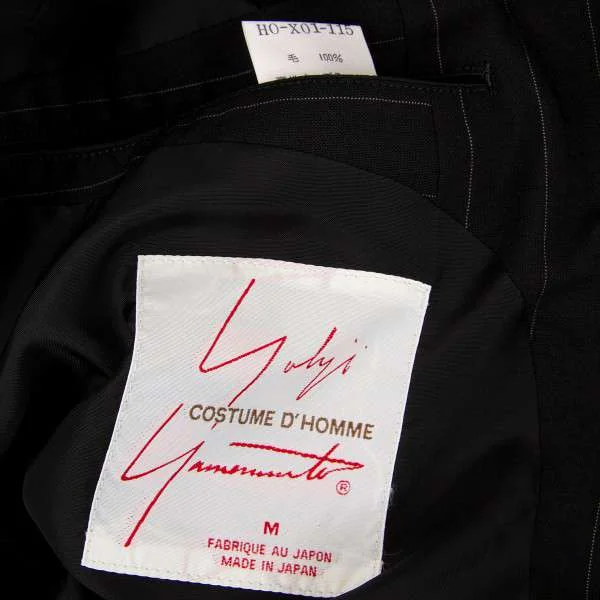 HO-X01-115
毛 100%
Yohji
COSTUME D'HOMME
Yamamoto ®
M
FABRIQUE AU JAPON
MADE IN JAPAN